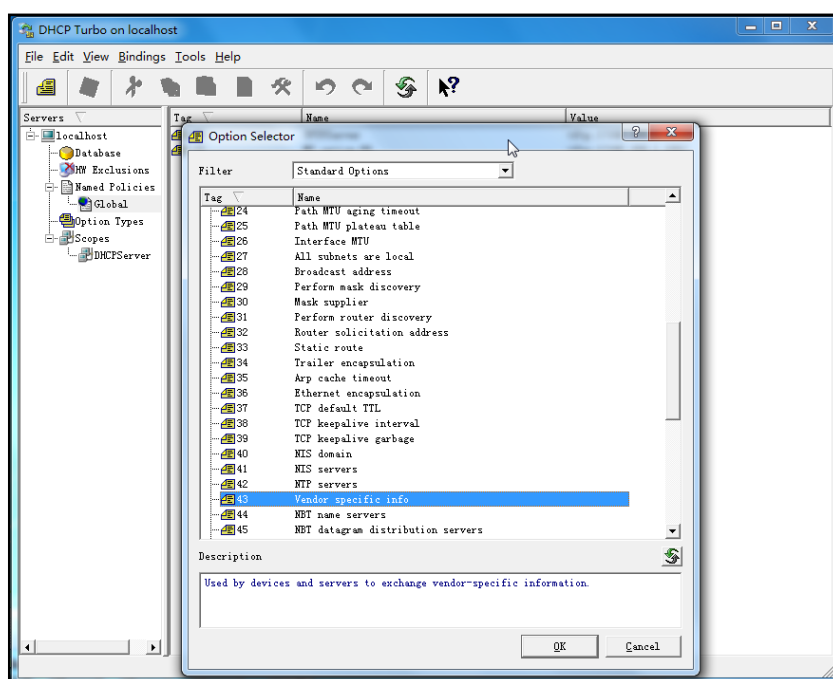 DHCP Turbo on localhost
File Edit View Bindings Tools Help
Servers
Tag Name Value
localhost
Database
HW Exclusions
Named Policies
Global
Option Types
Scopes
DHCPServer
Option Selector
Filter Standard Options
Tag Name
24 Path MTU aging timeout
25 Path MTU plateau table
26 Interface MTU
27 All subnets are local
28 Broadcast address
29 Perform mask discovery
30 Mask supplier
31 Perform router discovery
32 Router solicitation address
33 Static route
34 Trailer encapsulation
35 Arp cache timeout
36 Ethernet encapsulation
37 TCP default TTL
38 TCP keepalive interval
39 TCP keepalive garbage
40 NIS domain
41 NIS servers
42 NTP servers
43 Vendor specific info
44 NBT name servers
45 NBT datagram distribution servers
Description
Used by devices and servers to exchange vendor-specific information.
OK Cancel